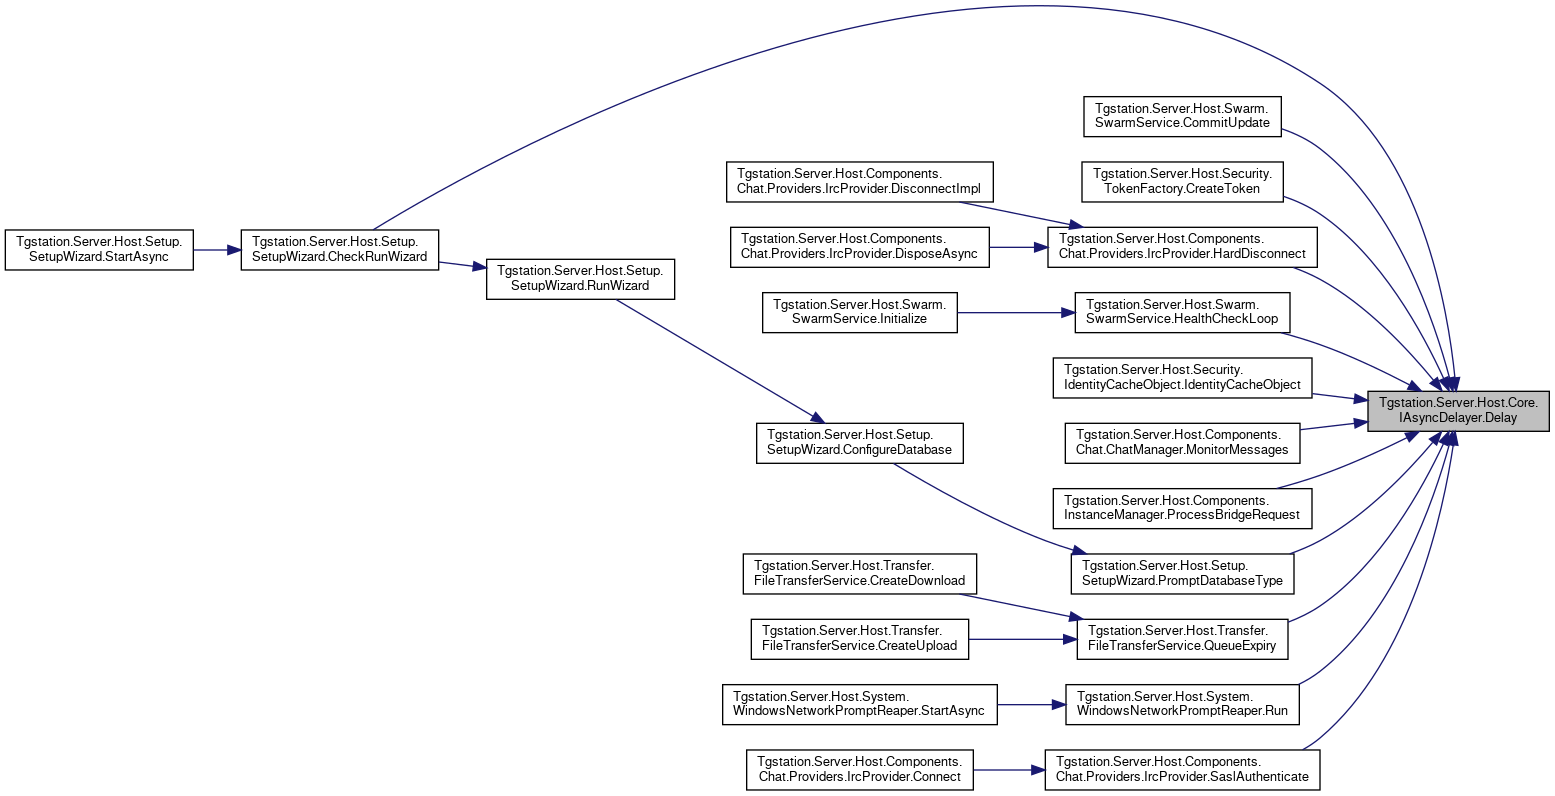 Tgstation.Server.Host.Swarm.
SwarmService.CommitUpdate
Tgstation.Server.Host.Components.
Chat.Providers.IrcProvider.DisconnectImpl
Tgstation.Server.Host.Security.
TokenFactory.CreateToken
Tgstation.Server.Host.Setup.
SetupWizard.StartAsync
Tgstation.Server.Host.Setup.
SetupWizard.CheckRunWizard
Tgstation.Server.Host.Components.
Chat.Providers.IrcProvider.DisposeAsync
Tgstation.Server.Host.Components.
Chat.Providers.IrcProvider.HardDisconnect
Tgstation.Server.Host.Setup.
SetupWizard.RunWizard
Tgstation.Server.Host.Swarm.
SwarmService.Initialize
Tgstation.Server.Host.Swarm.
SwarmService.HealthCheckLoop
Tgstation.Server.Host.Security.
IdentityCacheObject.IdentityCacheObject
Tgstation.Server.Host.Core.
IAsyncDelayer.Delay
Tgstation.Server.Host.Setup.
SetupWizard.ConfigureDatabase
Tgstation.Server.Host.Components.
Chat.ChatManager.MonitorMessages
Tgstation.Server.Host.Components.
InstanceManager.ProcessBridgeRequest
Tgstation.Server.Host.Transfer.
FileTransferService.CreateDownload
Tgstation.Server.Host.Setup.
SetupWizard.PromptDatabaseType
Tgstation.Server.Host.Transfer.
FileTransferService.CreateUpload
Tgstation.Server.Host.Transfer.
FileTransferService.QueueExpiry
Tgstation.Server.Host.System.
WindowsNetworkPromptReaper.StartAsync
Tgstation.Server.Host.System.
WindowsNetworkPromptReaper.Run
Tgstation.Server.Host.Components.
Chat.Providers.IrcProvider.Connect
Tgstation.Server.Host.Components.
Chat.Providers.IrcProvider.SaslAuthenticate